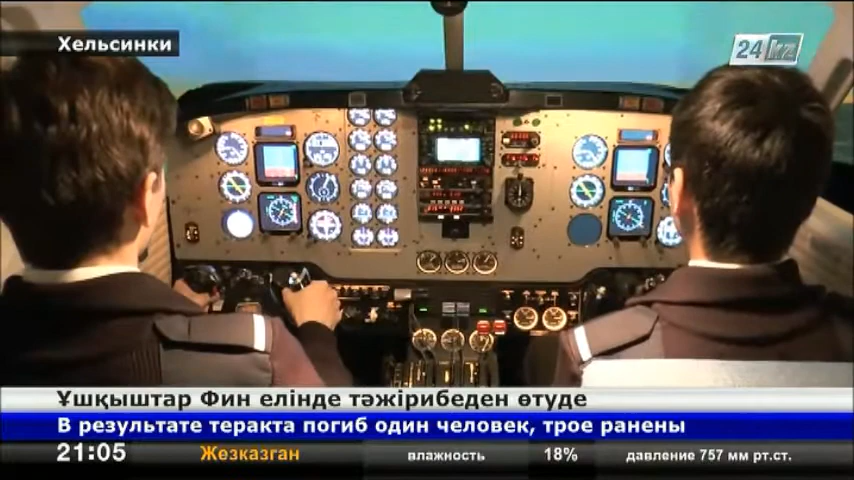 Хельсинки
24kz
Ұшқыштар Фин елінде тәжірибеден өтуде
В результате теракта погиб один человек, трое ранены
21:05 Жезказган влажность 18% давление 757 мм рт.ст.